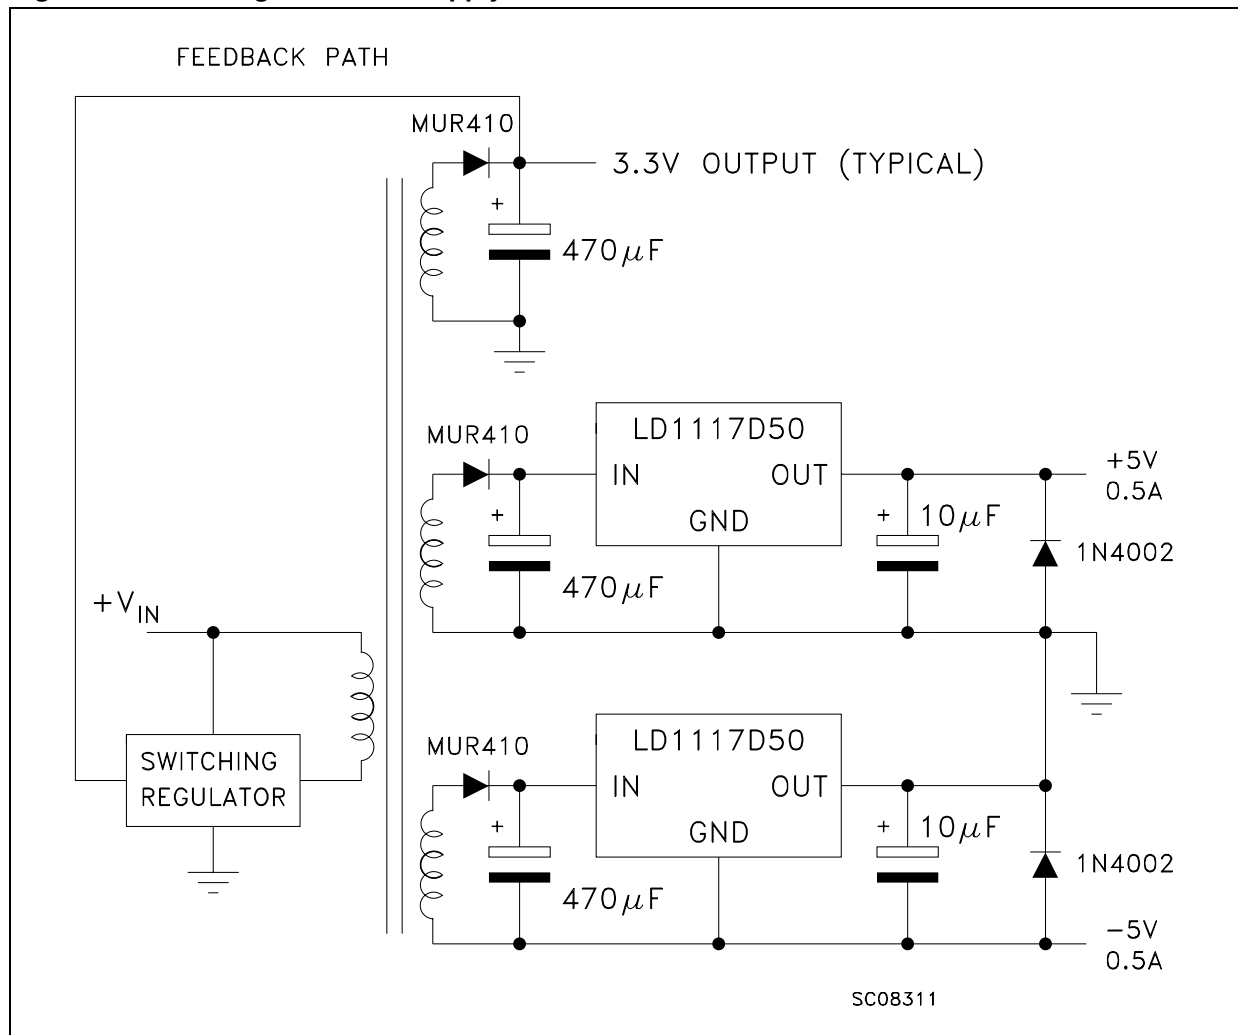 FEEDBACK PATH
MUR410
3.3V OUTPUT (TYPICAL)
+
470μF
MUR410
LD1117D50
IN
OUT
GND
+5V
0.5A
+
470μF
+
10μF
1N4002
+VIN
SWITCHING
REGULATOR
MUR410
LD1117D50
IN
OUT
GND
+
470μF
+
10μF
1N4002
-5V
0.5A
SC08311